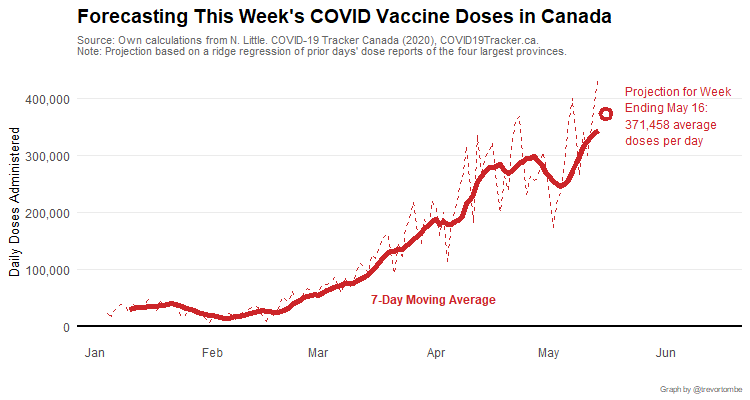 Forecasting This Week's COVID Vaccine Doses in Canada
Source: Own calculations from N. Little. COVID-19 Tracker Canada (2020), COVID19Tracker.ca.
Note: Projection based on a ridge regression of prior days' dose reports of the four largest provinces.
Projection for Week
Ending May 16:
371,458 average
doses per day
Daily Doses Administered
400,000
300,000
200,000
100,000
0
7-Day Moving Average
Jan Feb Mar Apr May Jun
Graph by @trevortombe